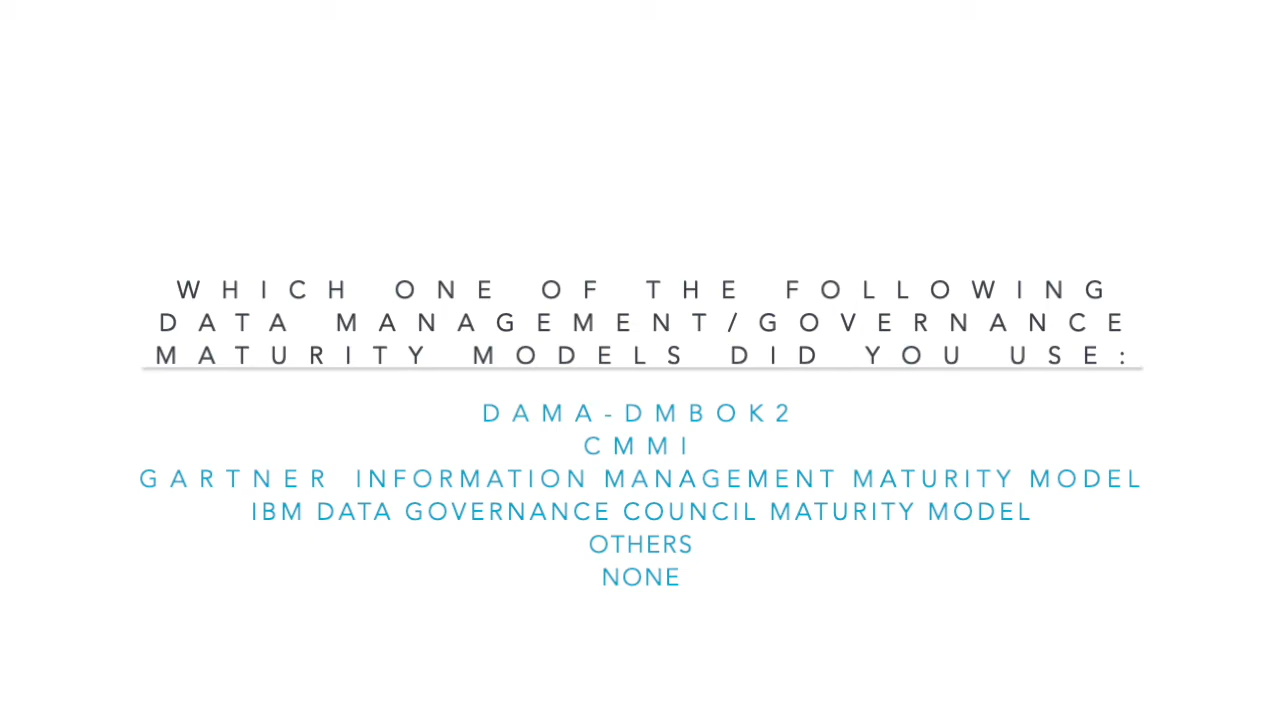 WHICH ONE OF THE FOLLOWING
DATA MANAGEMENT/GOVERNANCE
MATURITY MODELS DID YOU USE:
DAMA-DMBOK2
CMMI
GARTNER INFORMATION MANAGEMENT MATURITY MODEL
IBM DATA GOVERNANCE COUNCIL MATURITY MODEL
OTHERS
NONE